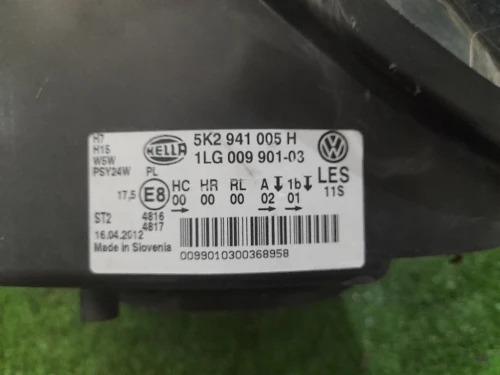 H7
H15
W5W
PSY24W PL
HELLA
5K2 941 005 H
1LG 009 901-03
17,5 E8
HC HR RL A 1b
00 00 00 02 01
LES
11S
ST2 4816
4817
16.04.2012
Made in Slovenia
0099010300368958